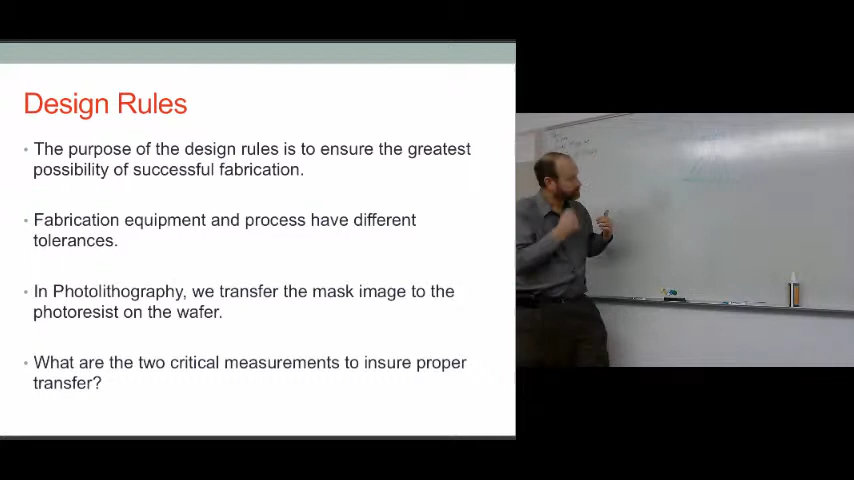 Design Rules
• The purpose of the design rules is to ensure the greatest
possibility of successful fabrication.
• Fabrication equipment and process have different
tolerances.
• In Photolithography, we transfer the mask image to the
photoresist on the wafer.
• What are the two critical measurements to insure proper
transfer?